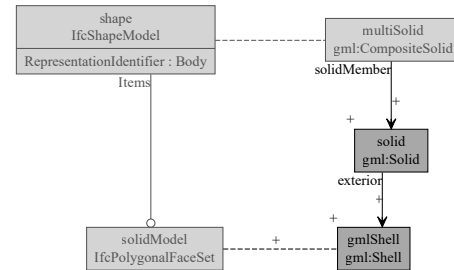 shape
IfcShapeModel
RepresentationIdentifier : Body
Items
multiSolid
gml:CompositeSolid
solidMember
+
+
solid
gml:Solid
exterior
+
+
solidModel
IfcPolygonalFaceSet
+
gmlShell
gml:Shell